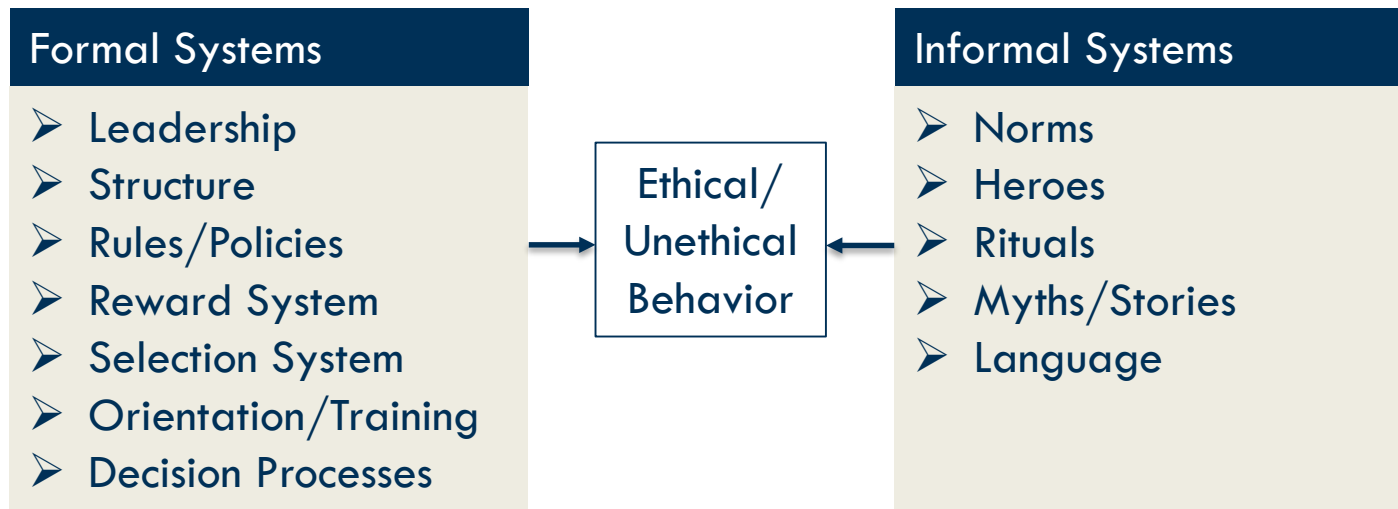 Formal Systems
➢ Leadership
➢ Structure
➢ Rules/Policies
➢ Reward System
➢ Selection System
➢ Orientation/Training
➢ Decision Processes
Ethical/
Unethical
Behavior
Informal Systems
➢ Norms
➢ Heroes
➢ Rituals
➢ Myths/Stories
➢ Language